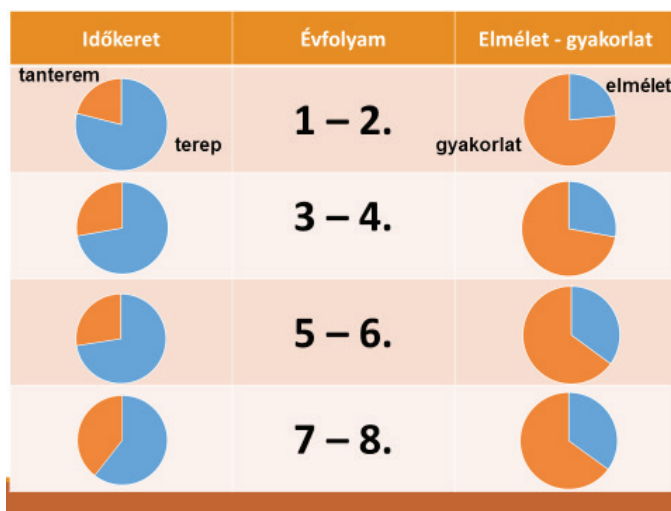 Időkeret
Évfolyam
Elmélet - gyakorlat
tanterem
terep
1 – 2.
elmélet
gyakorlat
3 – 4.
5 – 6.
7 – 8.